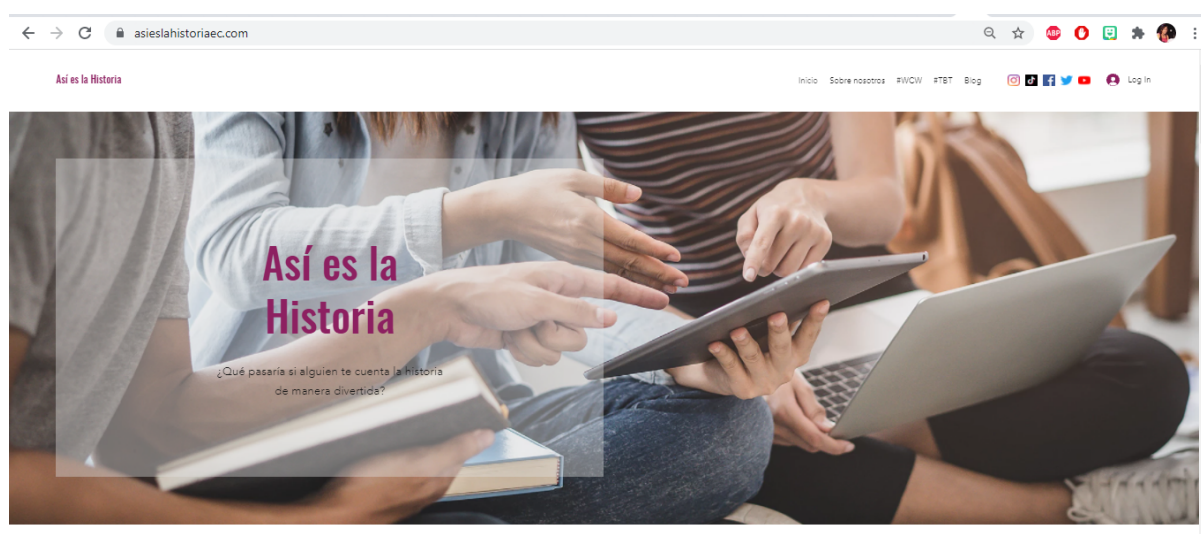 asieslahistoriaec.com
ABP
Así es la Historia
Inicio Sobre nosotros #WCW #TBT Blog Log In
Así es la
Historia
¿Qué pasaría si alguien te cuenta la historia
de manera divertida?